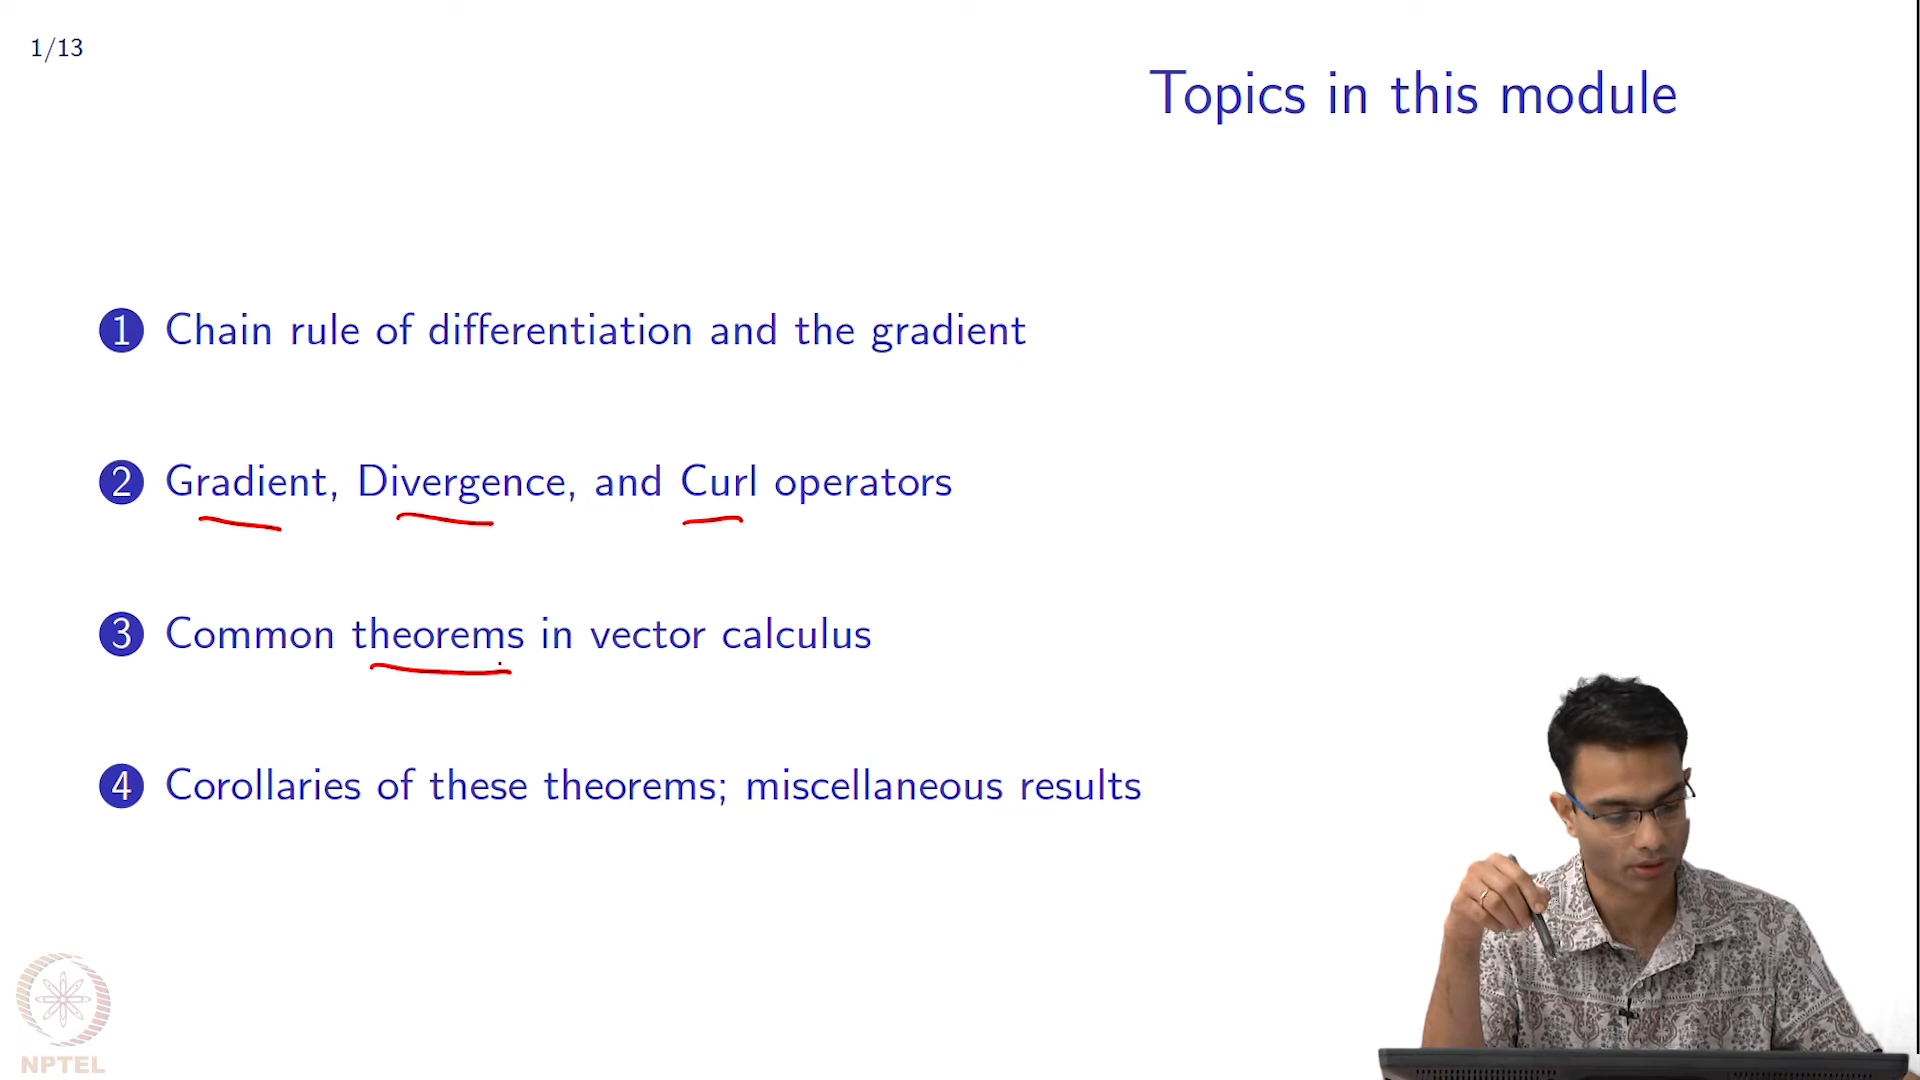 1/13
Topics in this module
1 Chain rule of differentiation and the gradient
2 Gradient, Divergence, and Curl operators
3 Common theorems in vector calculus
4 Corollaries of these theorems; miscellaneous results
NPTEL